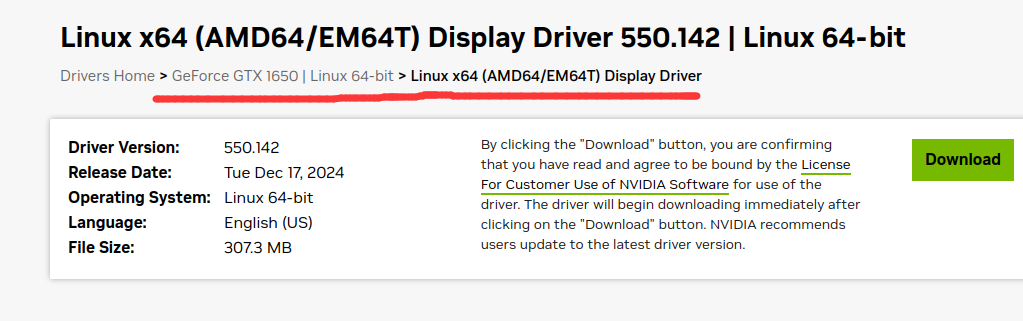 Linux x64 (AMD64/EM64T) Display Driver 550.142 | Linux 64-bit
Drivers Home > GeForce GTX 1650 | Linux 64-bit > Linux x64 (AMD64/EM64T) Display Driver
Driver Version: 550.142
Release Date: Tue Dec 17, 2024
Operating System: Linux 64-bit
Language: English (US)
File Size: 307.3 MB
By clicking the "Download" button, you are confirming
that you have read and agree to be bound by the License
For Customer Use of NVIDIA Software for use of the
driver. The driver will begin downloading immediately after
clicking on the "Download" button. NVIDIA recommends
users update to the latest driver version.
Download